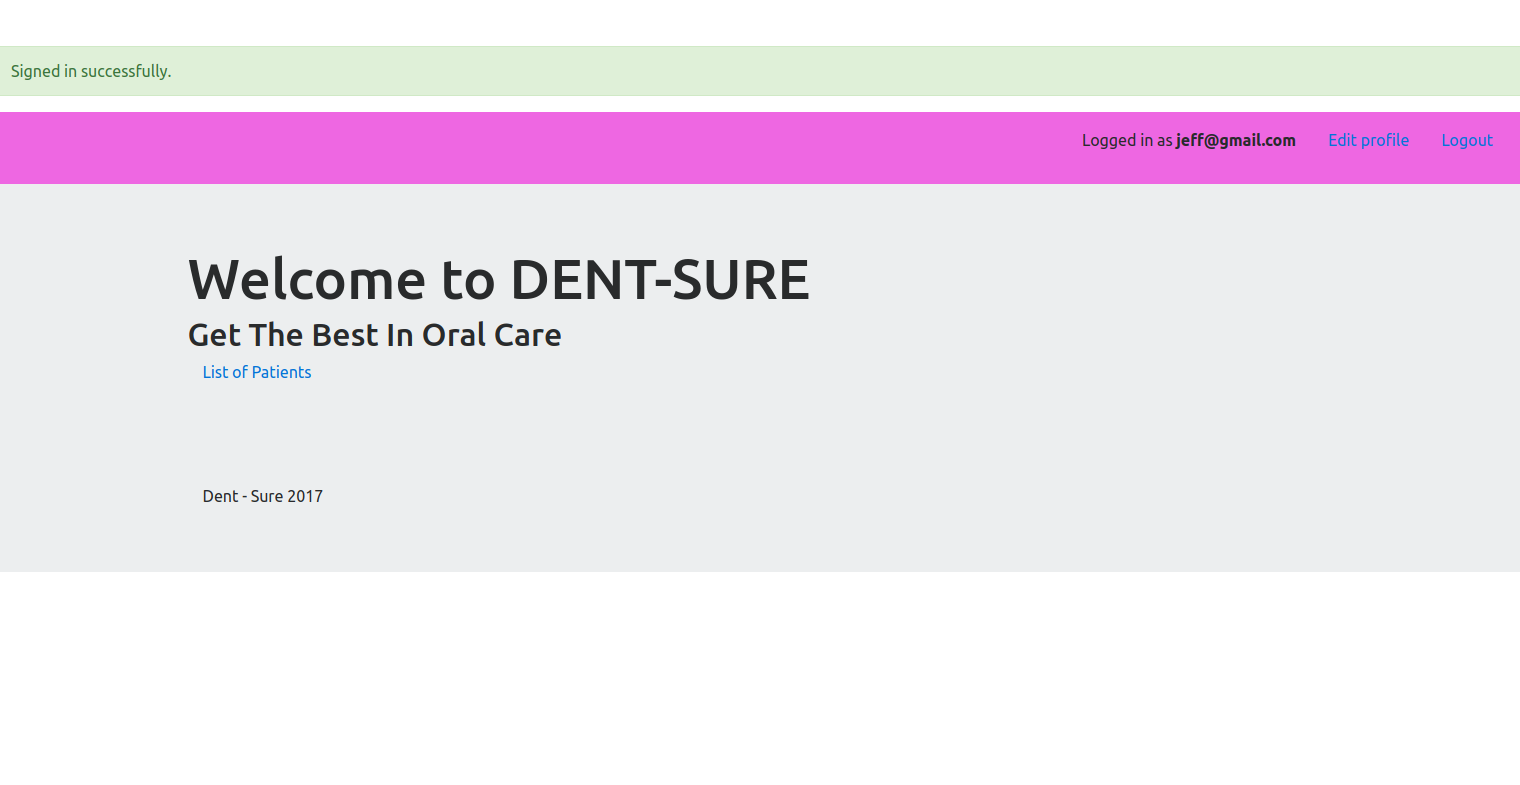 Signed in successfully.
Logged in as jeff@gmail.com Edit profile Logout
Welcome to DENT-SURE
Get The Best In Oral Care
List of Patients
Dent - Sure 2017